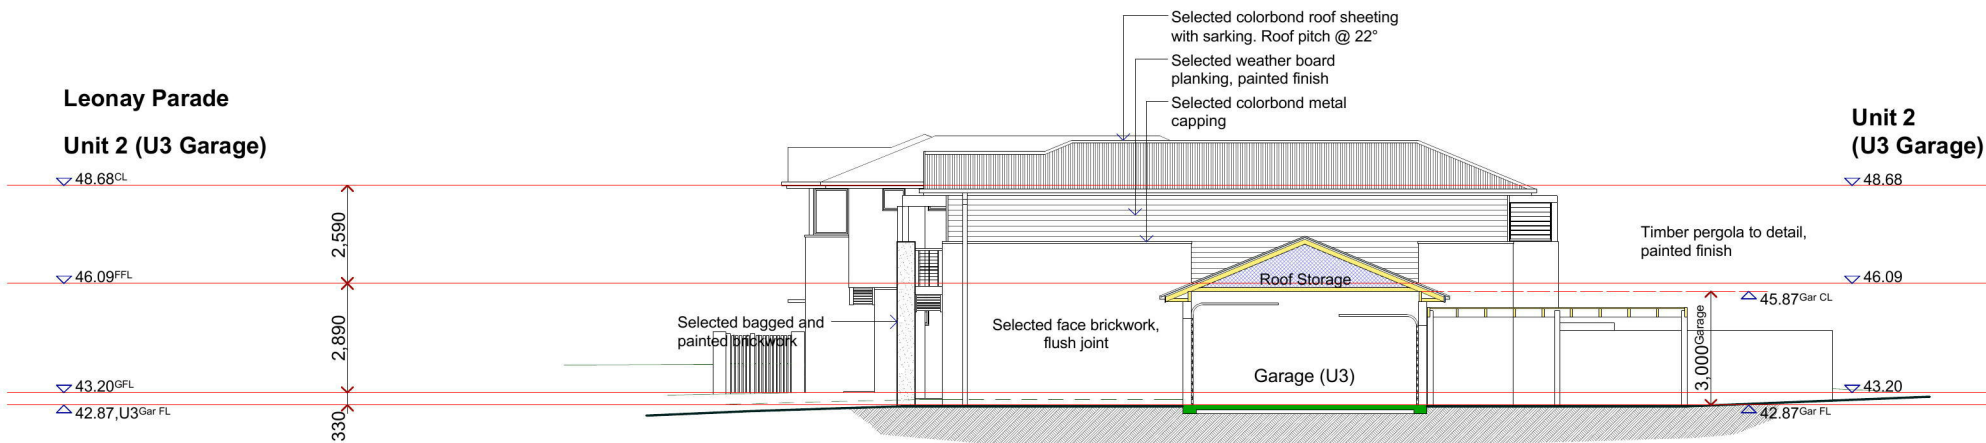 Selected colorbond roof sheeting
with sarking. Roof pitch @ 22°
Selected weather board
planking, painted finish
Selected colorbond metal
capping
Leonay Parade
Unit 2 (U3 Garage)
Unit 2
(U3 Garage)
48.68CL
48.68
2,590
Timber pergola to detail,
painted finish
46.09FFL
Roof Storage
46.09
45.87Gar CL
Selected bagged and
painted brickwork
Selected face brickwork,
flush joint
2,890
3,000Garage
Garage (U3)
43.20GFL
43.20
42.87,U3Gar FL
42.87Gar FL
330